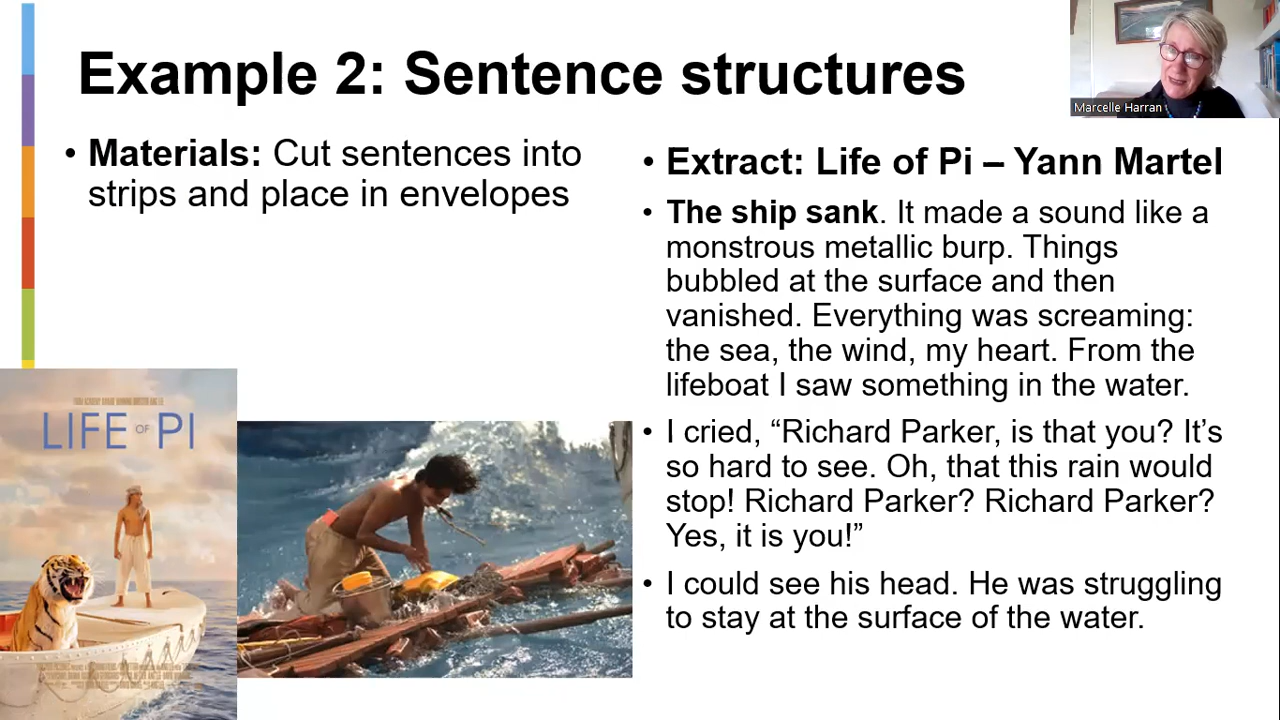 Example 2: Sentence structures
Marcelle Harran
• Materials: Cut sentences into
strips and place in envelopes
LIFE OF PI
• Extract: Life of Pi – Yann Martel
• The ship sank. It made a sound like a
monstrous metallic burp. Things
bubbled at the surface and then
vanished. Everything was screaming:
the sea, the wind, my heart. From the
lifeboat I saw something in the water.
• I cried, “Richard Parker, is that you? It’s
so hard to see. Oh, that this rain would
stop! Richard Parker? Richard Parker?
Yes, it is you!”
• I could see his head. He was struggling
to stay at the surface of the water.